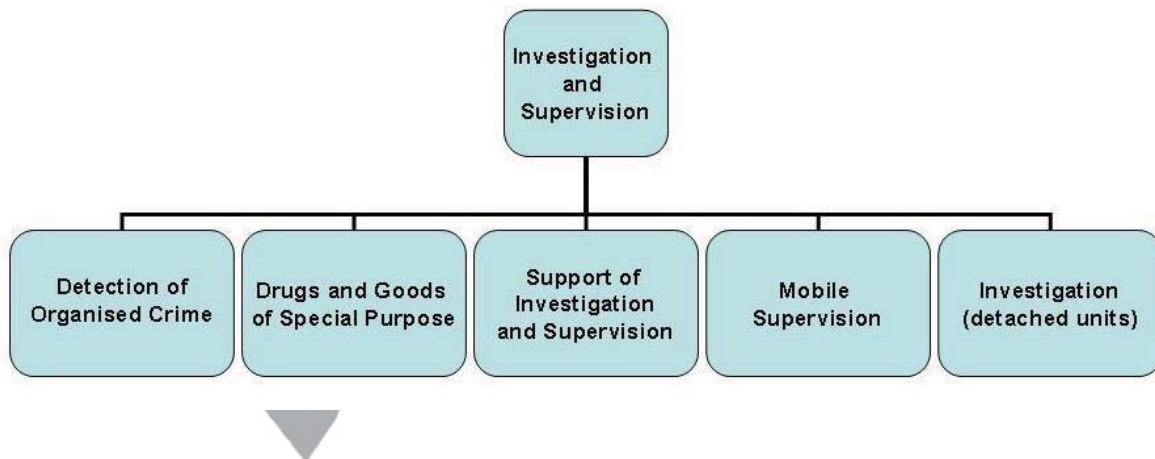 Investigation
and
Supervision
Detection of
Organised Crime
Drugs and Goods
of Special Purpose
Support of
Investigation
and Supervision
Mobile
Supervision
Investigation
(detached units)